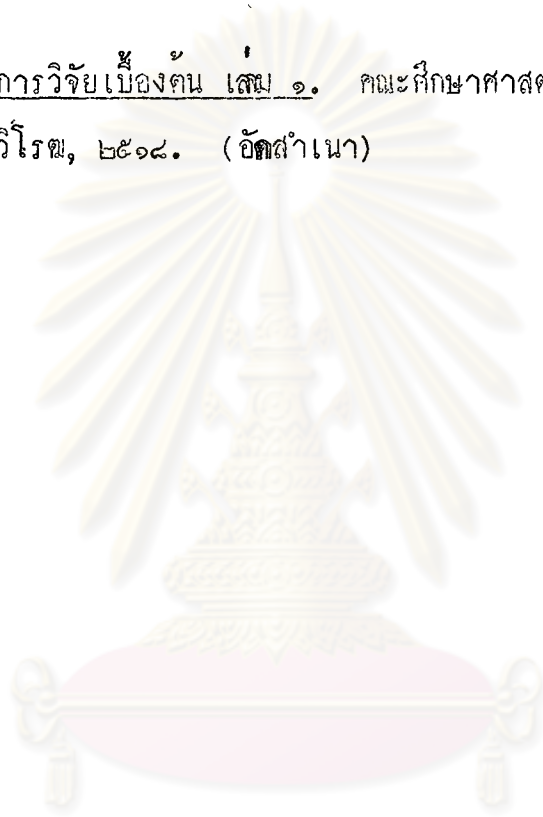 การวิจัยเบื้องต้น เล่ม ๑. คณะศึกษาศาสต
วิโรฒ, ๒๕๑๘. (อัดสำเนา)